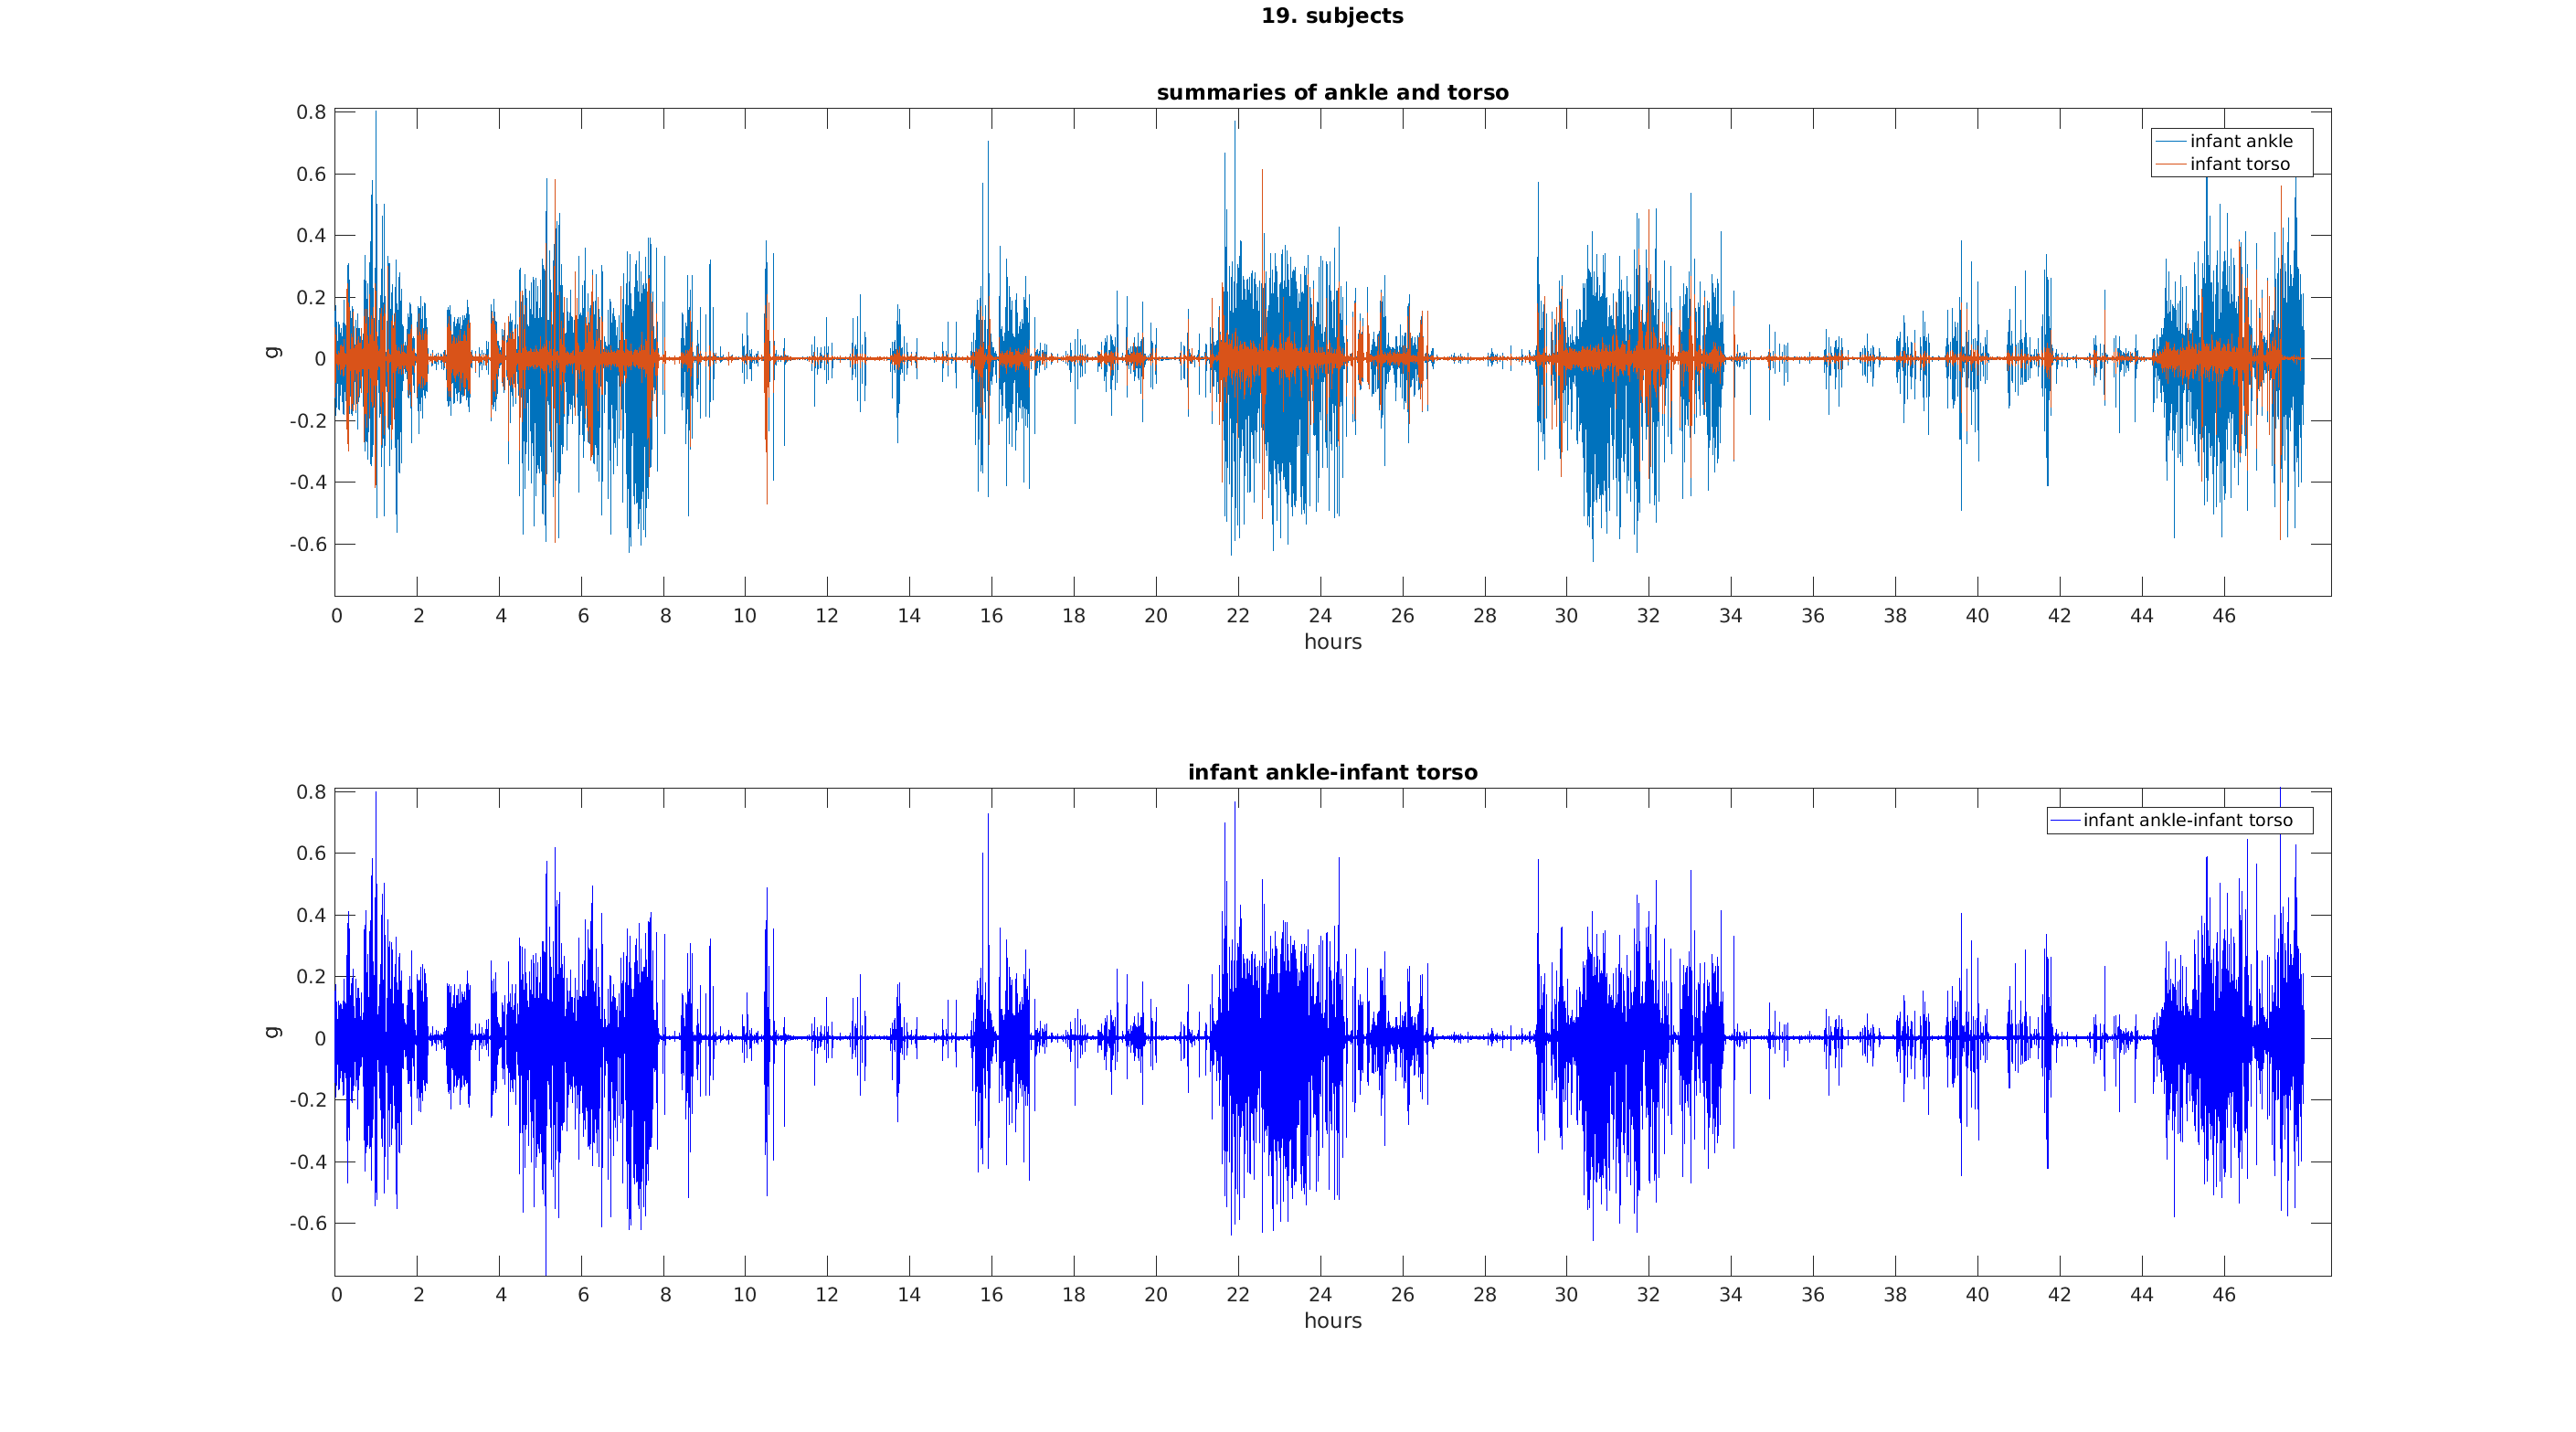 19. subjects
summaries of ankle and torso
0.8
0.6
0.4
0.2
0
-0.2
-0.4
-0.6
g
infant ankle
infant torso
0 2 4 6 8 10 12 14 16 18 20 22 24 26 28 30 32 34 36 38 40 42 44 46
hours
infant ankle-infant torso
0.8
0.6
0.4
0.2
0
-0.2
-0.4
-0.6
g
infant ankle-infant torso
0 2 4 6 8 10 12 14 16 18 20 22 24 26 28 30 32 34 36 38 40 42 44 46
hours